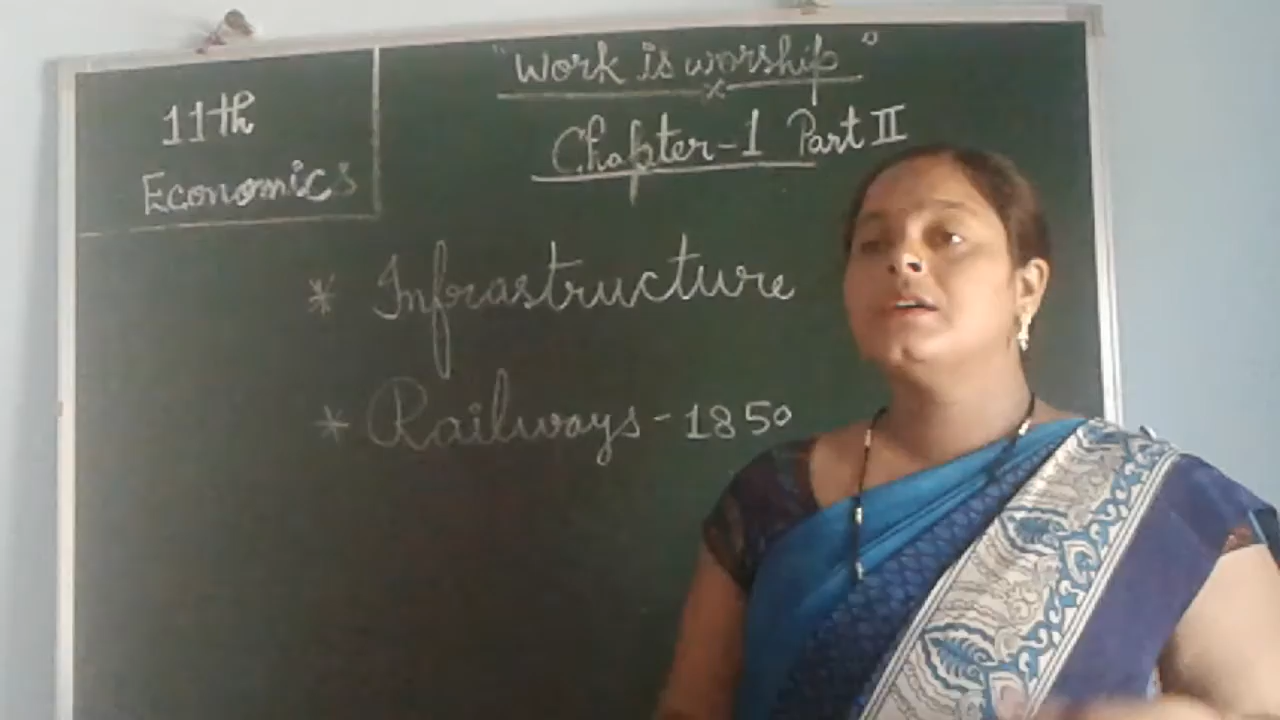 11th
Economics
"Work is worship"
Chapter-1 Part II
* Infrastructure
* Railways - 1850